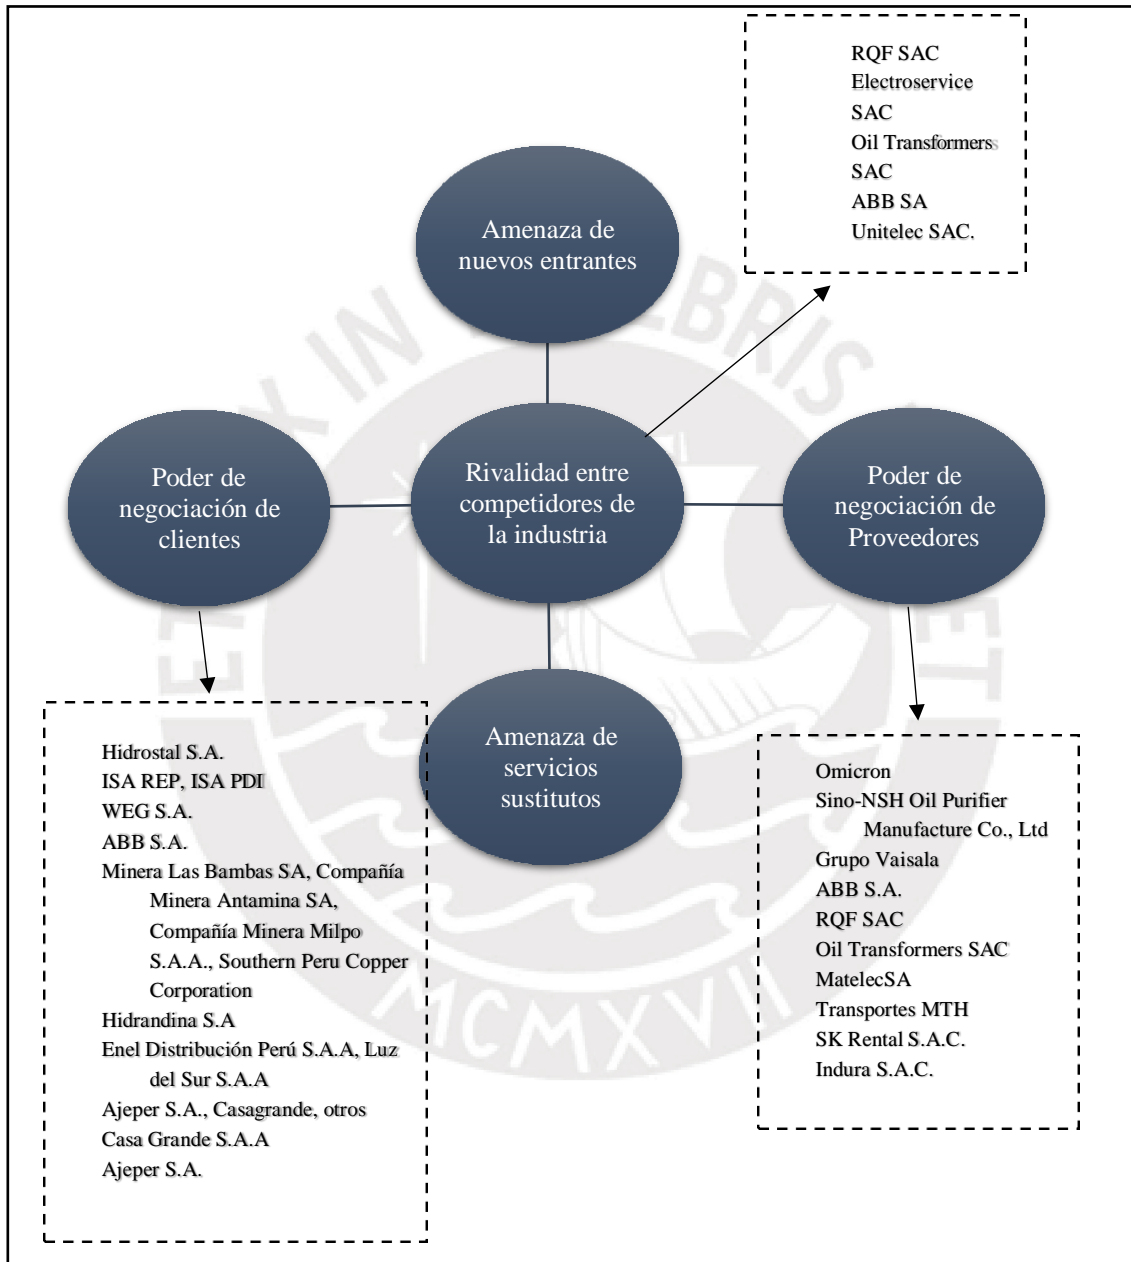 RQF SAC
Electroservice
SAC
Oil Transformers
SAC
ABB SA
Unitelec SAC.
Amenaza de
nuevos entrantes
Poder de
negociación de
clientes
Rivalidad entre
competidores de
la industria
Poder de
negociación de
Proveedores
Amenaza de
servicios
sustitutos
Hidrostal S.A.
ISA REP, ISA PDI
WEG S.A.
ABB S.A.
Minera Las Bambas SA, Compañía
Minera Antamina SA,
Compañía Minera Milpo
S.A.A., Southern Peru Copper
Corporation
Hidrandina S.A
Enel Distribución Perú S.A.A, Luz
del Sur S.A.A
Ajeper S.A., Casagrande, otros
Casa Grande S.A.A
Ajeper S.A.
Omicron
Sino-NSH Oil Purifier
Manufacture Co., Ltd
Grupo Vaisala
ABB S.A.
RQF SAC
Oil Transformers SAC
MatelecSA
Transportes MTH
SK Rental S.A.C.
Indura S.A.C.
MCMXVII